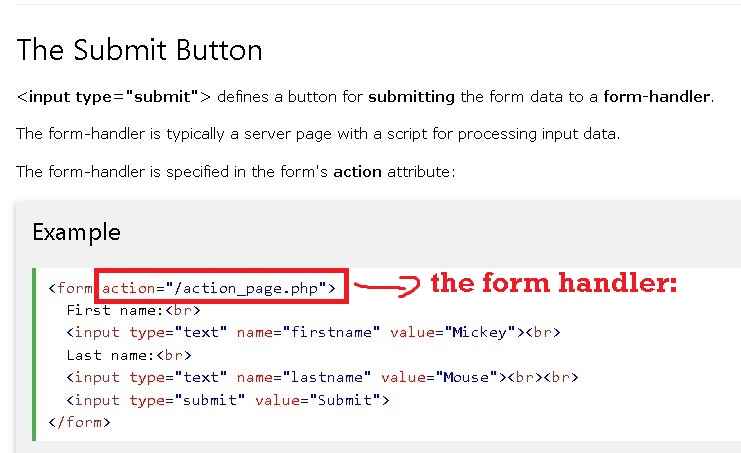 The Submit Button
<input type="submit"> defines a button for submitting the form data to a form-handler.
The form-handler is typically a server page with a script for processing input data.
The form-handler is specified in the form's action attribute:
Example
<form action="/action_page.php"> the form handler:
First name:<br>
<input type="text" name="firstname" value="Mickey"><br>
Last name:<br>
<input type="text" name="lastname" value="Mouse"><br><br>
<input type="submit" value="Submit">
</form>